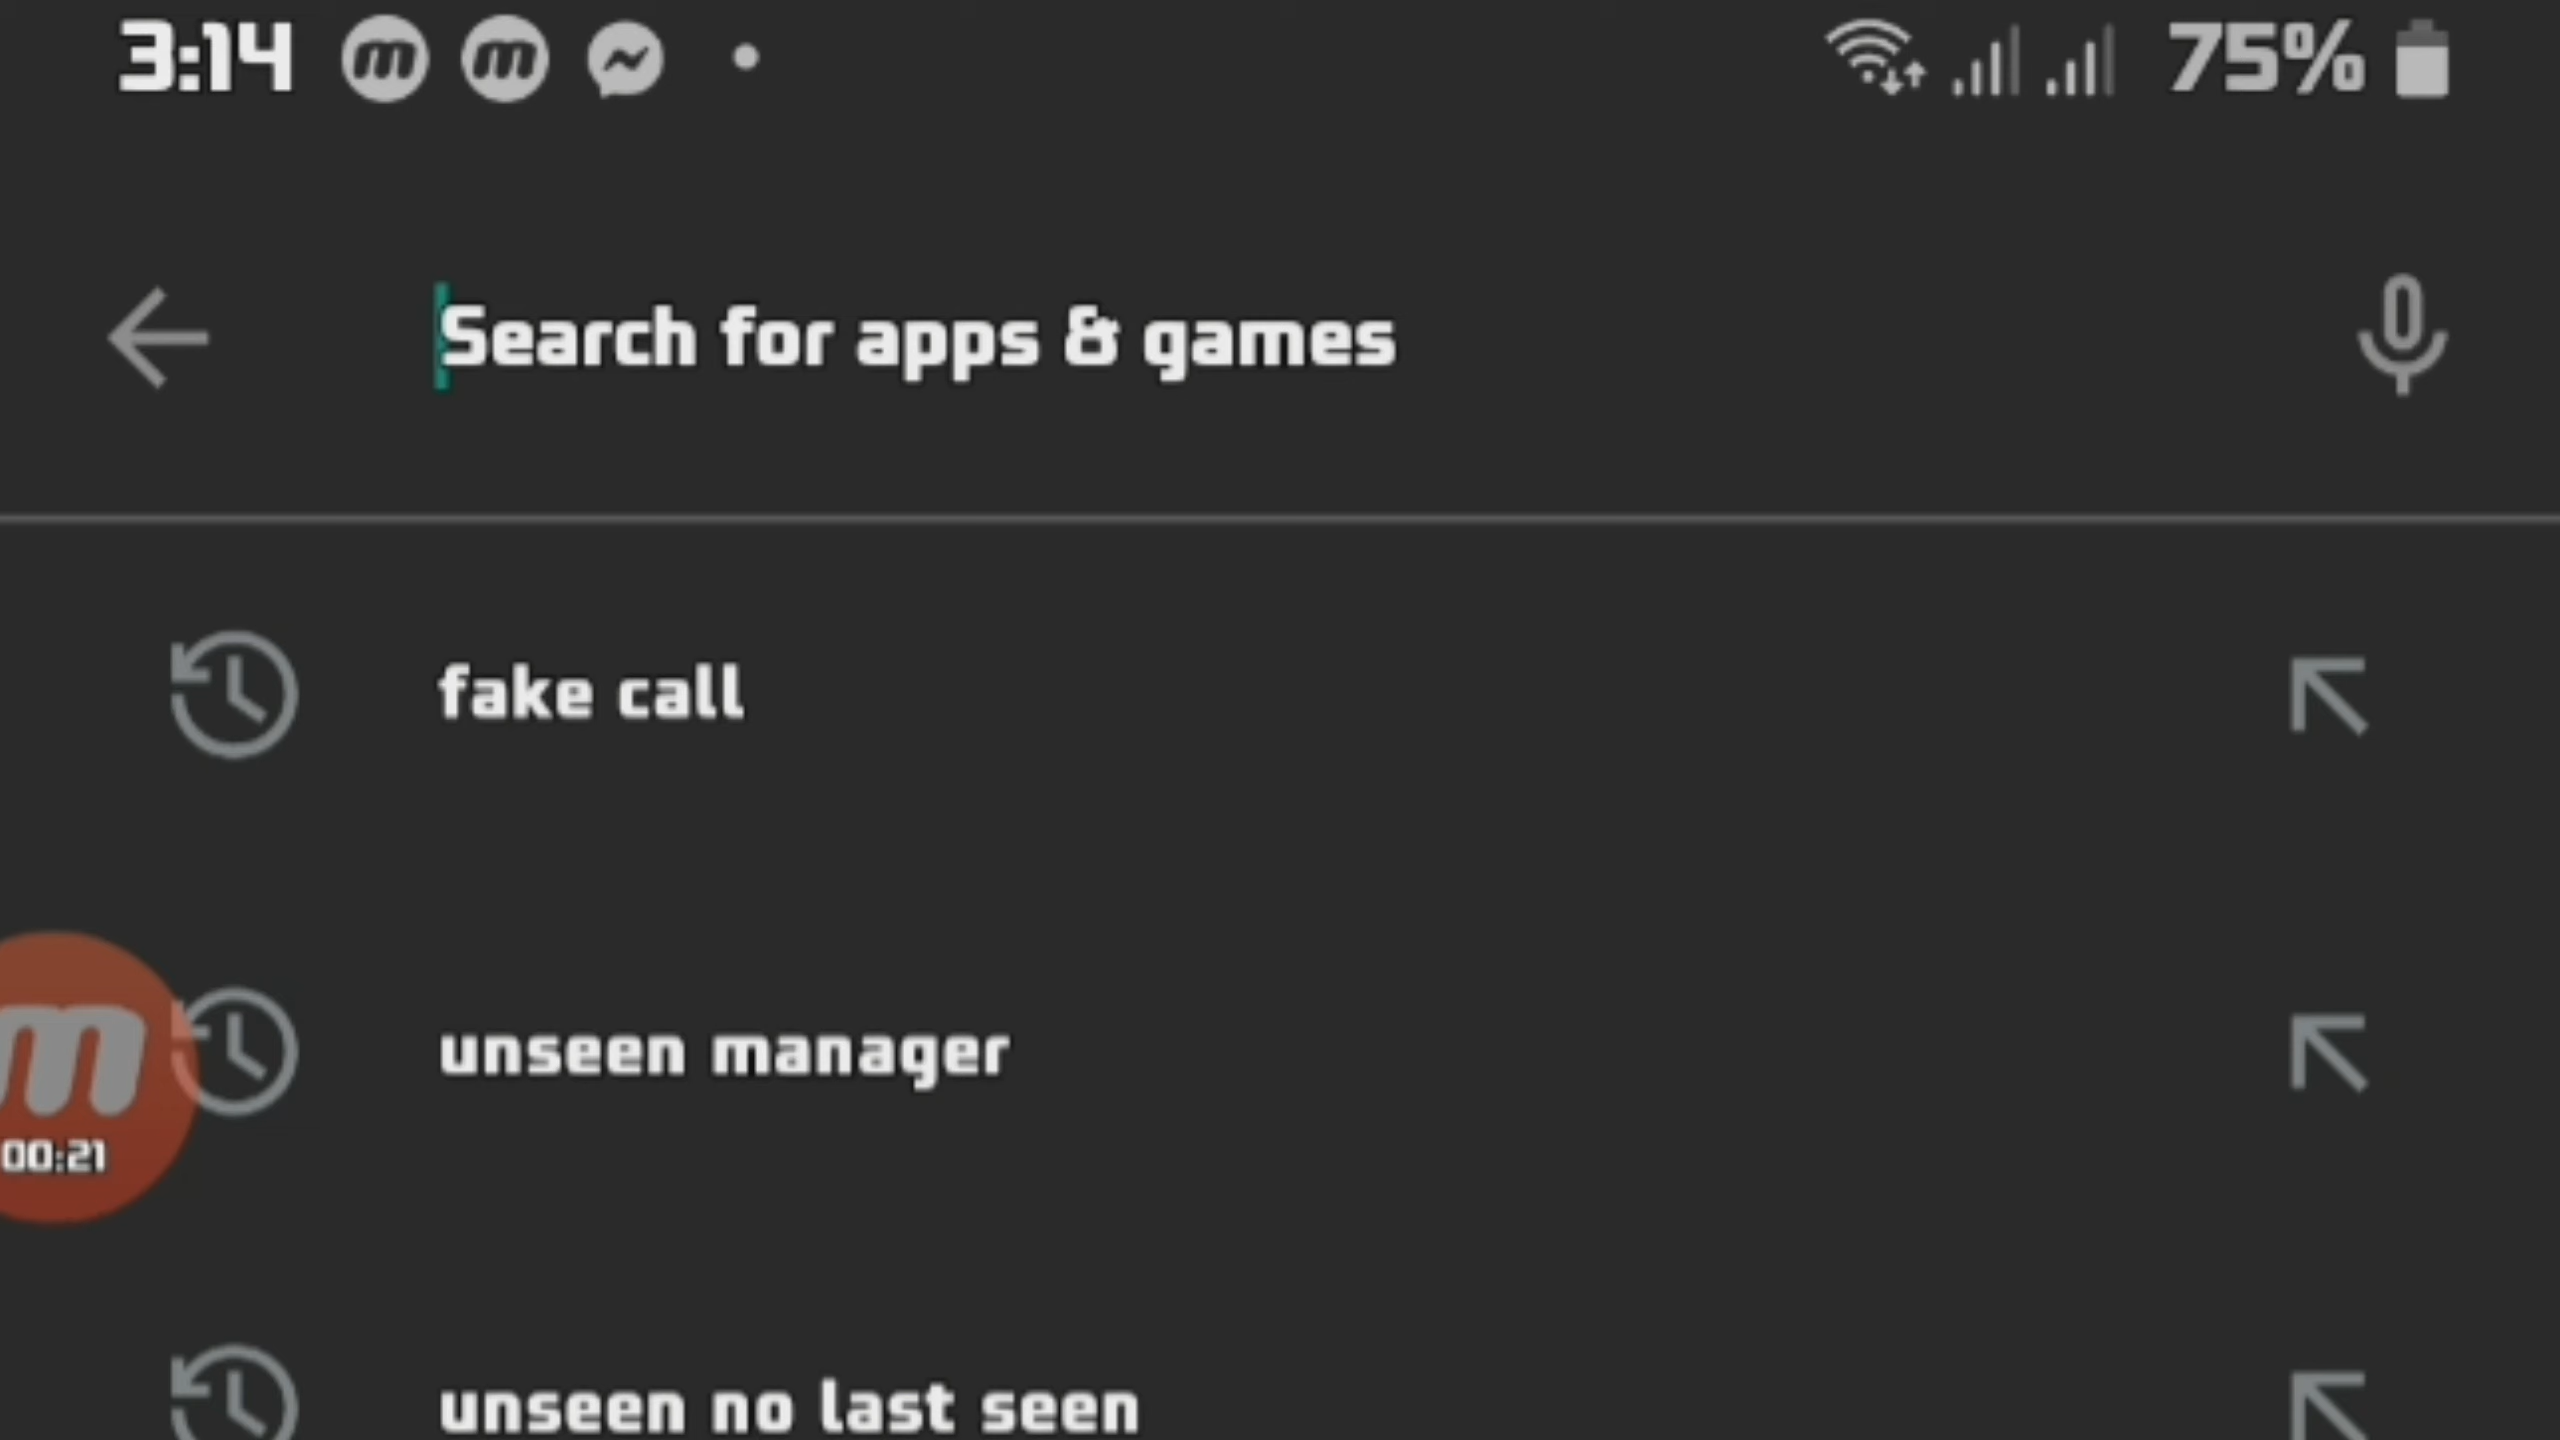 3:14 m m 75%
Search for apps & games
fake call
unseen manager
m
00:21
unseen no last seen